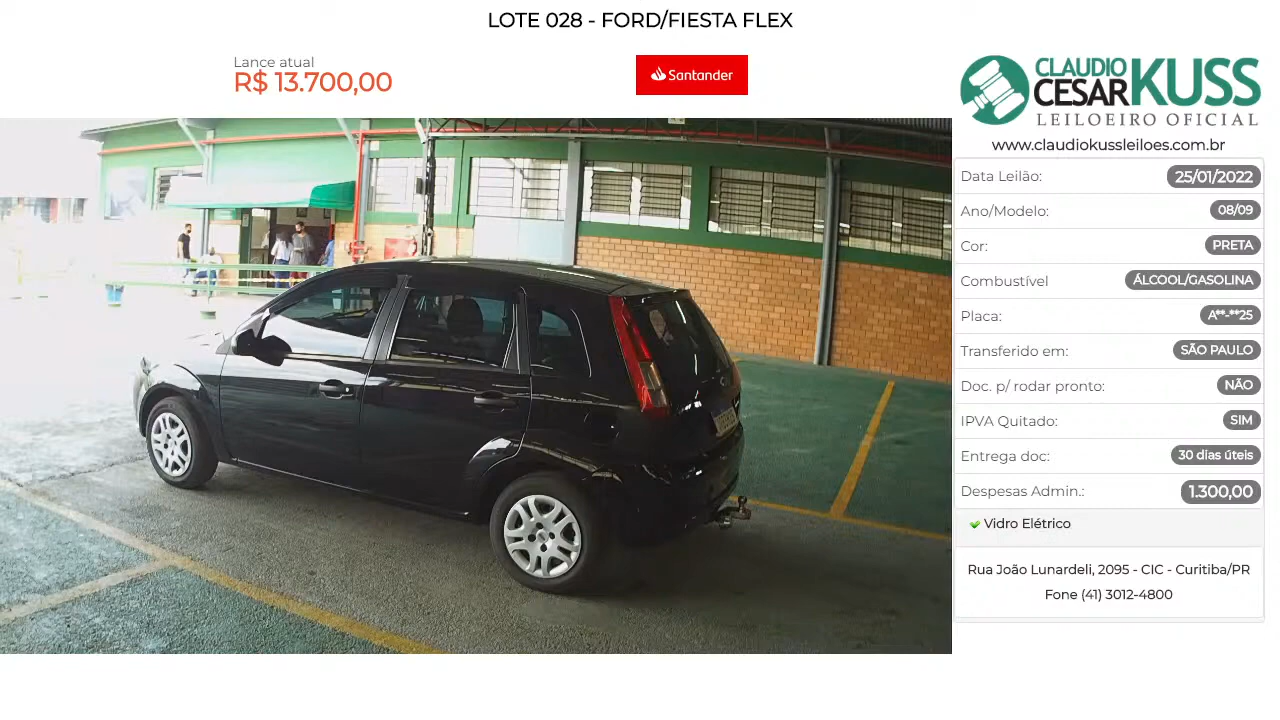 LOTE 028 - FORD/FIESTA FLEX
Lance atual
R$ 13.700,00
Santander
CLAUDIO
CESAR KUSS
LEILOEIRO OFICIAL
www.claudiokussleiloes.com.br
Data Leilão: 25/01/2022
Ano/Modelo: 08/09
Cor: PRETA
Combustível ÁLCOOL/GASOLINA
Placa: A**-**25
Transferido em: SÃO PAULO
Doc. p/ rodar pronto: NÃO
IPVA Quitado: SIM
Entrega doc: 30 dias úteis
Despesas Admin.: 1.300,00
Vidro Elétrico
Rua João Lunardeli, 2095 - CIC - Curitiba/PR
Fone (41) 3012-4800